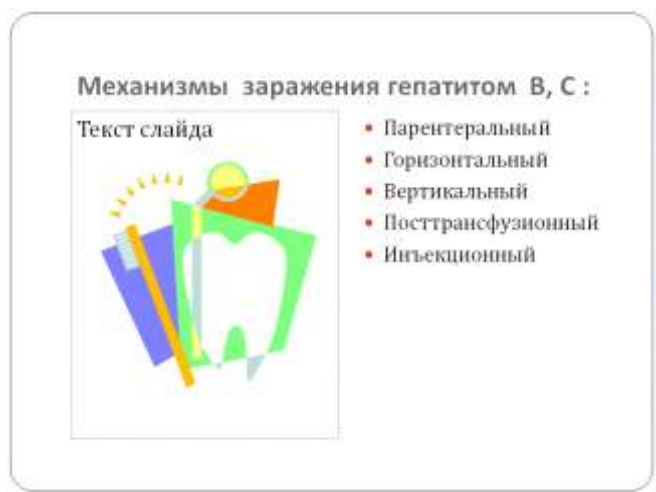 Механизмы заражения гепатитом В, С :
Текст слайда
Парентеральный
Горизонтальный
Вертикальный
Посттрансфузионный
Инъекционный